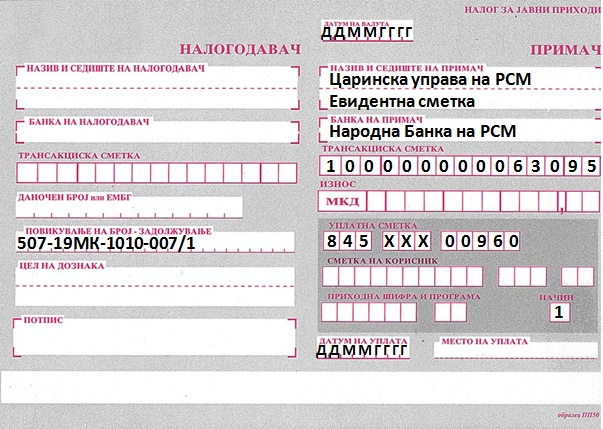 НАЛОГ ЗА ЈАВНИ ПРИХОДИ
ДАТУМ НА ВАЛУТА
ДДММГГГГ
НАЛОГОДАВАЧ
ПРИМАЧ
НАЗИВ И СЕДИШТЕ НА НАЛОГОДАВАЧ
НАЗИВ И СЕДИШТЕ НА ПРИМАЧ
Царинска управа на РСМ
Евидентна сметка
БАНКА НА НАЛОГОДАВАЧ
БАНКА НА ПРИМАЧ
Народна Банка на РСМ
ТРАНСАКЦИСКА СМЕТКА
ТРАНСАКЦИСКА СМЕТКА
100000000063095
ДАНОЧЕН БРОЈ или ЕМБГ
ИЗНОС
МКД ,
ПОВИКУВАЊЕ НА БРОЈ - ЗАДОЛЖУВАЊЕ
507-19МК-1010-007/1
УПЛАТНА СМЕТКА
845 XXX 00960
ЦЕЛ НА ДОЗНАКА
СМЕТКА НА КОРИСНИК
ПРИХОДНА ШИФРА И ПРОГРАМА
НАЧИН
1
ПОТПИС
ДАТУМ НА УПЛАТА
ДДММГГГГ
МЕСТО НА УПЛАТА
образец ПП50